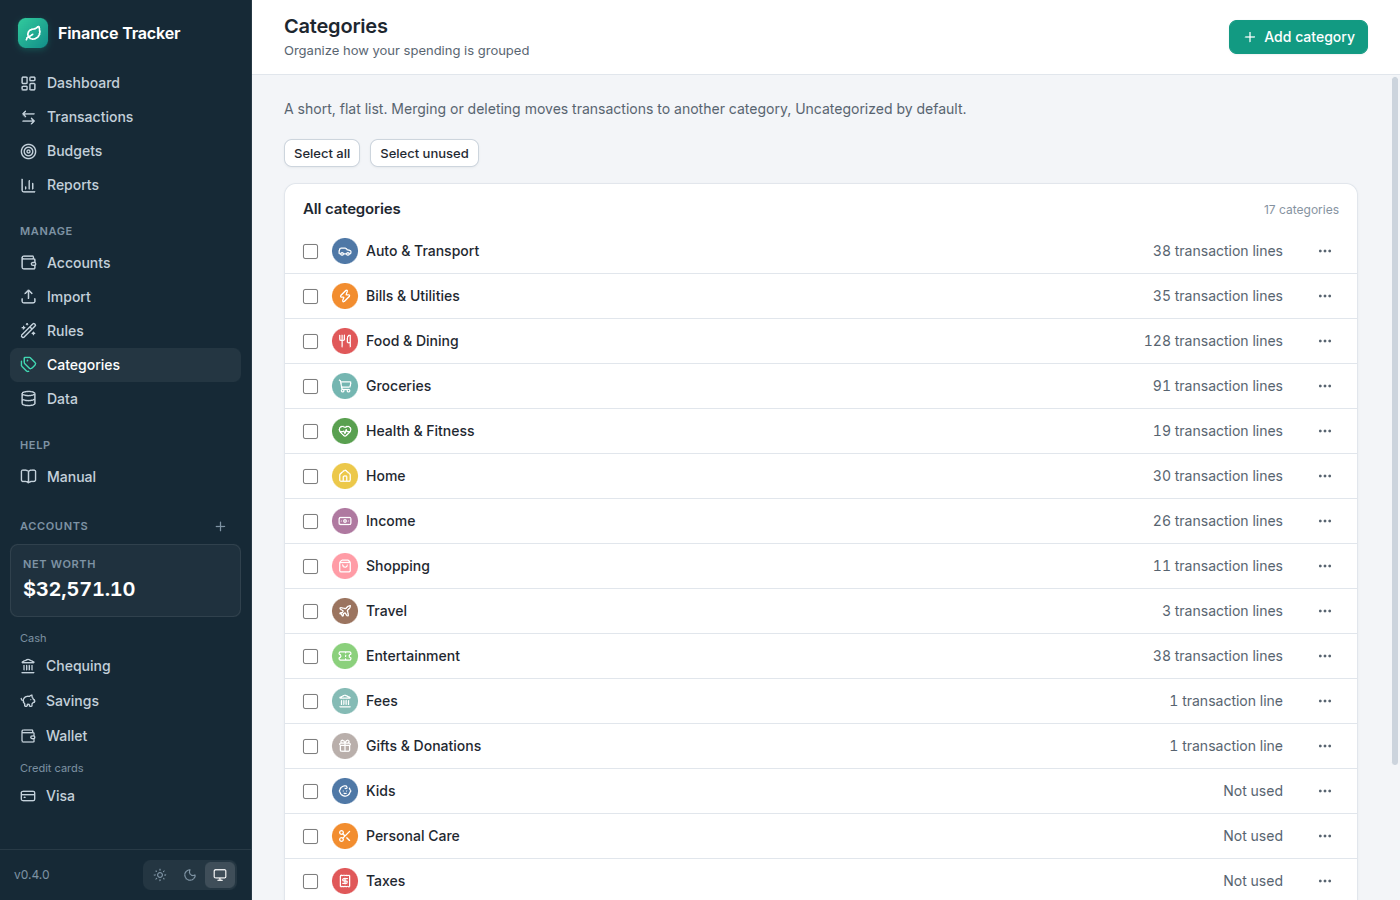 Finance Tracker
Dashboard
Transactions
Budgets
Reports
MANAGE
Accounts
Import
Rules
Categories
Data
HELP
Manual
ACCOUNTS
NET WORTH
$32,571.10
Cash
Chequing
Savings
Wallet
Credit cards
Visa
v0.4.0
Categories
Organize how your spending is grouped
Add category
A short, flat list. Merging or deleting moves transactions to another category, Uncategorized by default.
Select all Select unused
All categories 17 categories
Auto & Transport 38 transaction lines
Bills & Utilities 35 transaction lines
Food & Dining 128 transaction lines
Groceries 91 transaction lines
Health & Fitness 19 transaction lines
Home 30 transaction lines
Income 26 transaction lines
Shopping 11 transaction lines
Travel 3 transaction lines
Entertainment 38 transaction lines
Fees 1 transaction line
Gifts & Donations 1 transaction line
Kids Not used
Personal Care Not used
Taxes Not used